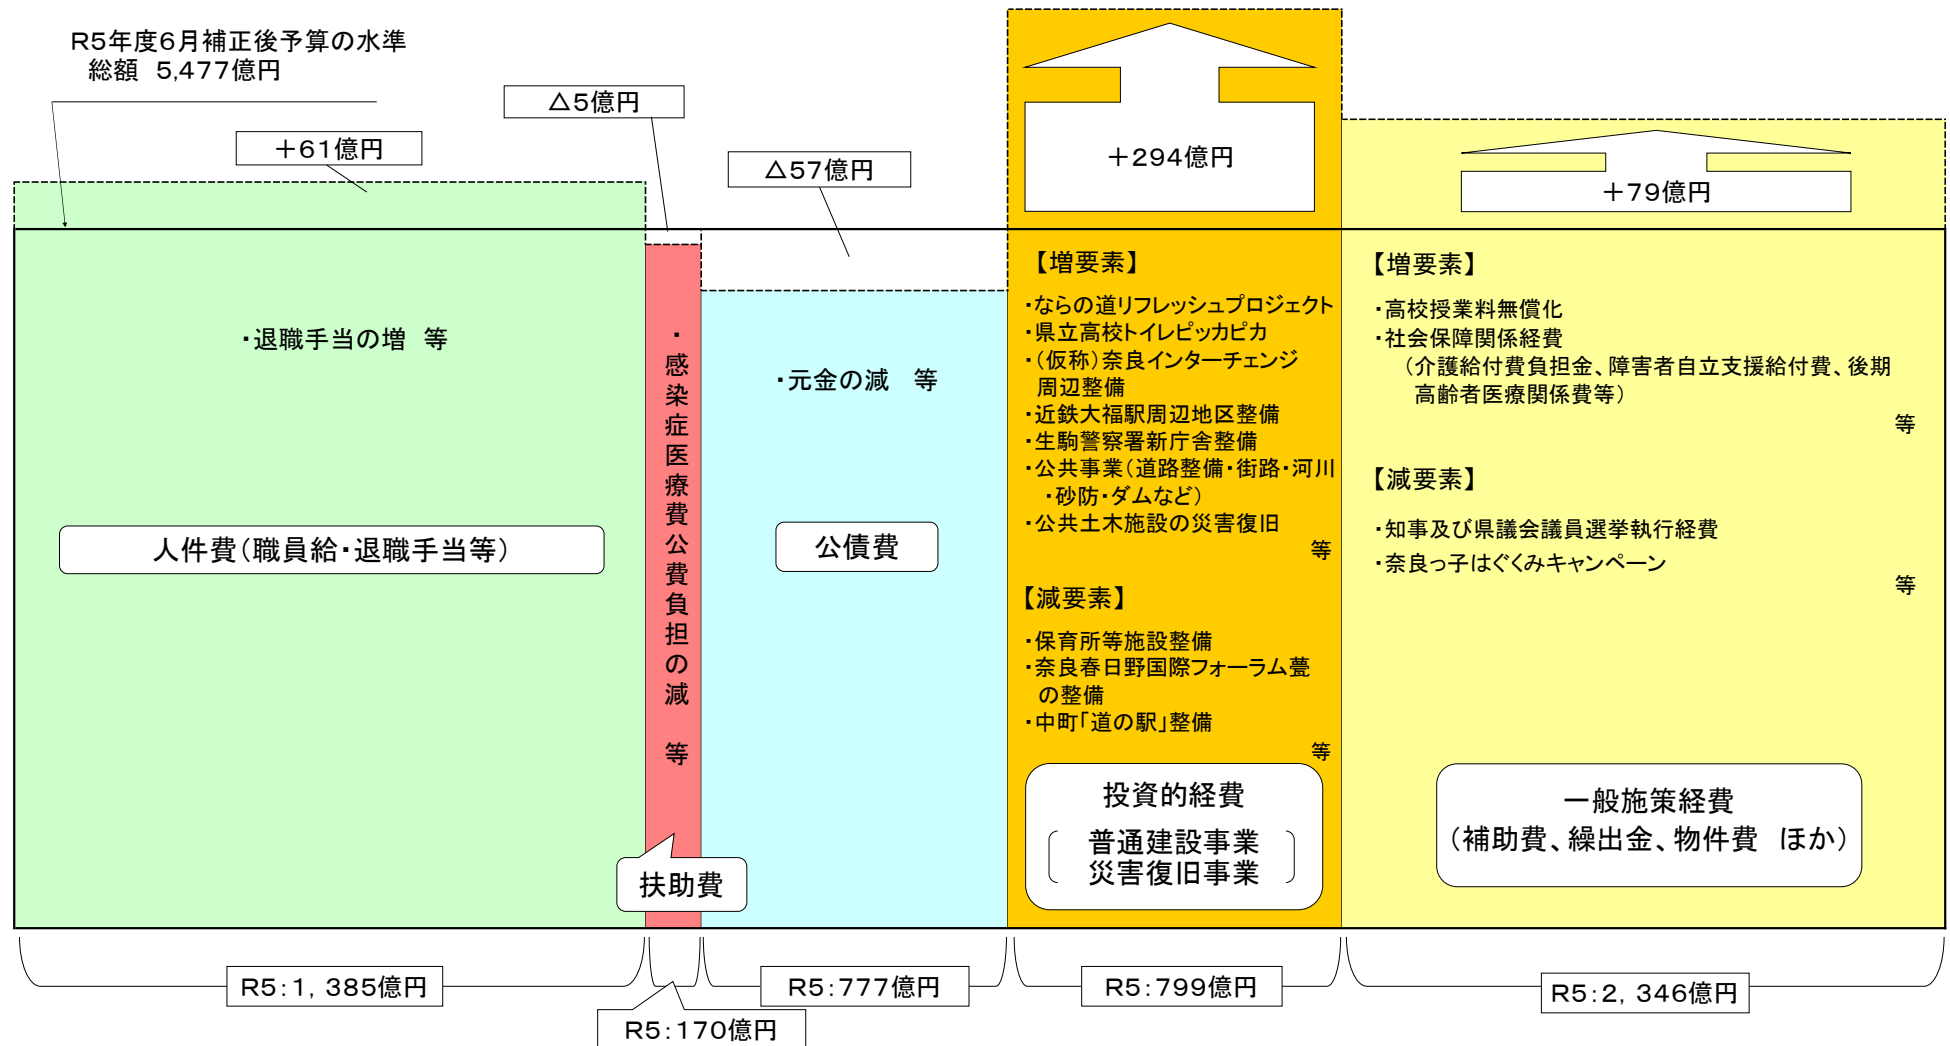 R5年度6月補正後予算の水準
総額　5,477億円
＋61億円
△5億円
△57億円
＋294億円
＋79億円
・退職手当の増　等
人件費（職員給・退職手当等）
・感染症医療費公費負担の減　等
扶助費
・元金の減　等
公債費
【増要素】
・ならの道リフレッシュプロジェクト
・県立高校トイレピッカピカ
・（仮称）奈良インターチェンジ
周辺整備
・近鉄大福駅周辺地区整備
・生駒警察署新庁舎整備
・公共事業（道路整備・街路・河川
・砂防・ダムなど）
・公共土木施設の災害復旧
等
【減要素】
・保育所等施設整備
・奈良春日野国際フォーラム甍
の整備
・中町「道の駅」整備
等
投資的経費
普通建設事業
災害復旧事業
【増要素】
・高校授業料無償化
・社会保障関係経費
（介護給付費負担金、障害者自立支援給付費、後期
高齢者医療関係費等）
等
【減要素】
・知事及び県議会議員選挙執行経費
・奈良っ子はぐくみキャンペーン
等
一般施策経費
（補助費、繰出金、物件費　ほか）
R5：1，385億円
R5：170億円
R5：777億円
R5：799億円
R5：2，346億円